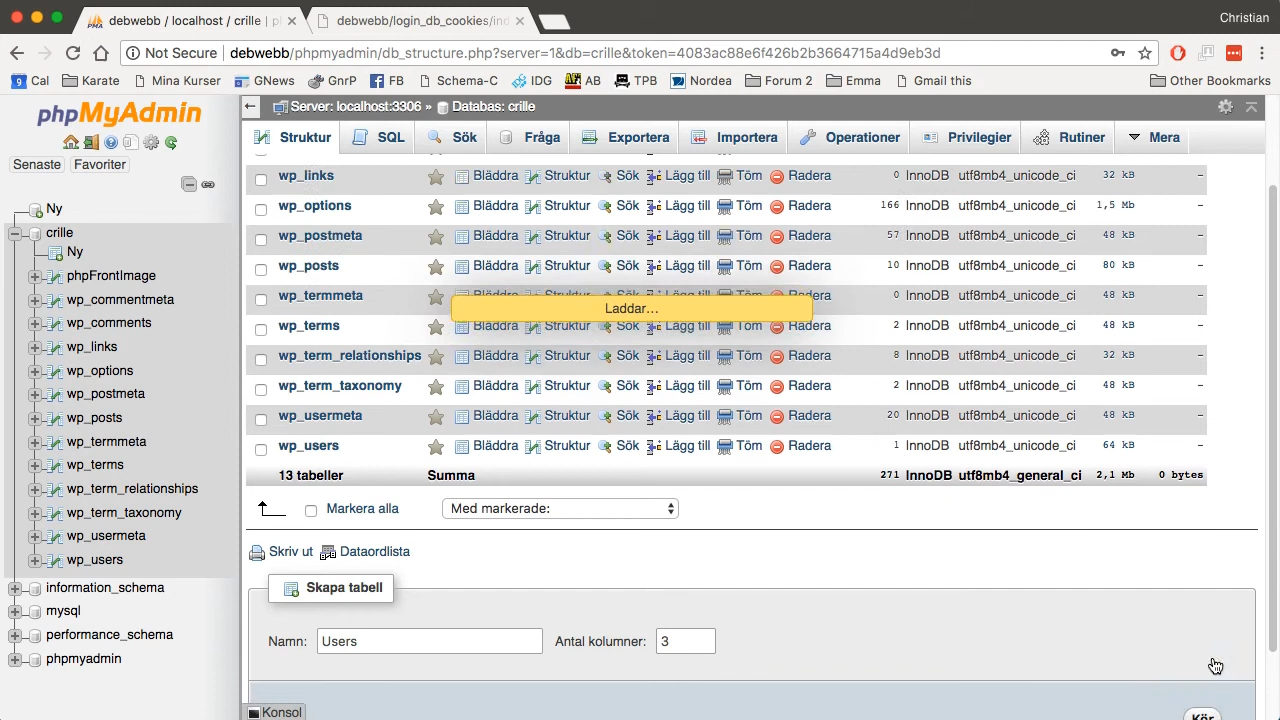 debwebb / localhost / crille | p
debwebb/login_db_cookies/ind
Christian
Not Secure debwebb/phpmyadmin/db_structure.php?server=1&db=crille&token=4083ac88e6f426b2b3664715a4d9eb3d
9 Cal Karate Mina Kurser GNews GnrP FB Schema-C IDG AB TPB Nordea Forum 2 Emma Gmail this Other Bookmarks
phpMyAdmin
Senaste Favoriter
Ny
crille
Ny
phpFrontImage
wp_commentmeta
wp_comments
wp_links
wp_options
wp_postmeta
wp_posts
wp_termmeta
wp_terms
wp_term_relationships
wp_term_taxonomy
wp_usermeta
wp_users
information_schema
mysql
performance_schema
phpmyadmin
Server: localhost:3306 » Databas: crille
Struktur SQL Sök Fråga Exportera Importera Operationer Privilegier Rutiner Mera
wp_links Bläddra Struktur Sök Lägg till Töm Radera 0 InnoDB utf8mb4_unicode_ci 32 kB -
wp_options Bläddra Struktur Sök Lägg till Töm Radera 166 InnoDB utf8mb4_unicode_ci 1,5 Mb -
wp_postmeta Bläddra Struktur Sök Lägg till Töm Radera 57 InnoDB utf8mb4_unicode_ci 48 kB -
wp_posts Bläddra Struktur Sök Lägg till Töm Radera 10 InnoDB utf8mb4_unicode_ci 80 kB -
wp_termmeta Bläddra Struktur Sök Lägg till Töm Radera 0 InnoDB utf8mb4_unicode_ci 48 kB -
Laddar...
wp_terms Bläddra Struktur Sök Lägg till Töm Radera 2 InnoDB utf8mb4_unicode_ci 48 kB -
wp_term_relationships Bläddra Struktur Sök Lägg till Töm Radera 8 InnoDB utf8mb4_unicode_ci 32 kB -
wp_term_taxonomy Bläddra Struktur Sök Lägg till Töm Radera 2 InnoDB utf8mb4_unicode_ci 48 kB -
wp_usermeta Bläddra Struktur Sök Lägg till Töm Radera 20 InnoDB utf8mb4_unicode_ci 48 kB -
wp_users Bläddra Struktur Sök Lägg till Töm Radera 1 InnoDB utf8mb4_unicode_ci 64 kB -
13 tabeller Summa 271 InnoDB utf8mb4_general_ci 2,1 Mb 0 bytes
Markera alla Med markerade:
Skriv ut Dataordlista
Skapa tabell
Namn: Users Antal kolumner: 3
Konsol
Kör